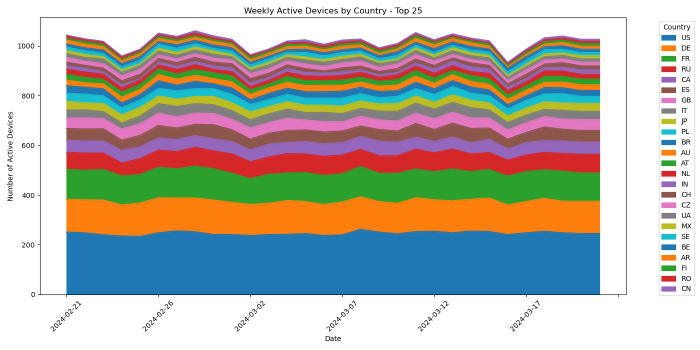 Weekly Active Devices by Country - Top 25
Number of Active Devices
1000
800
600
400
200
0
2024-02-21
2024-02-26
2024-03-02
2024-03-07
2024-03-12
2024-03-17
Date
Country
US
DE
FR
RU
CA
ES
GB
IT
JP
PL
BR
AU
AT
NL
IN
CH
CZ
UA
MX
SE
BE
AR
FI
RO
CN